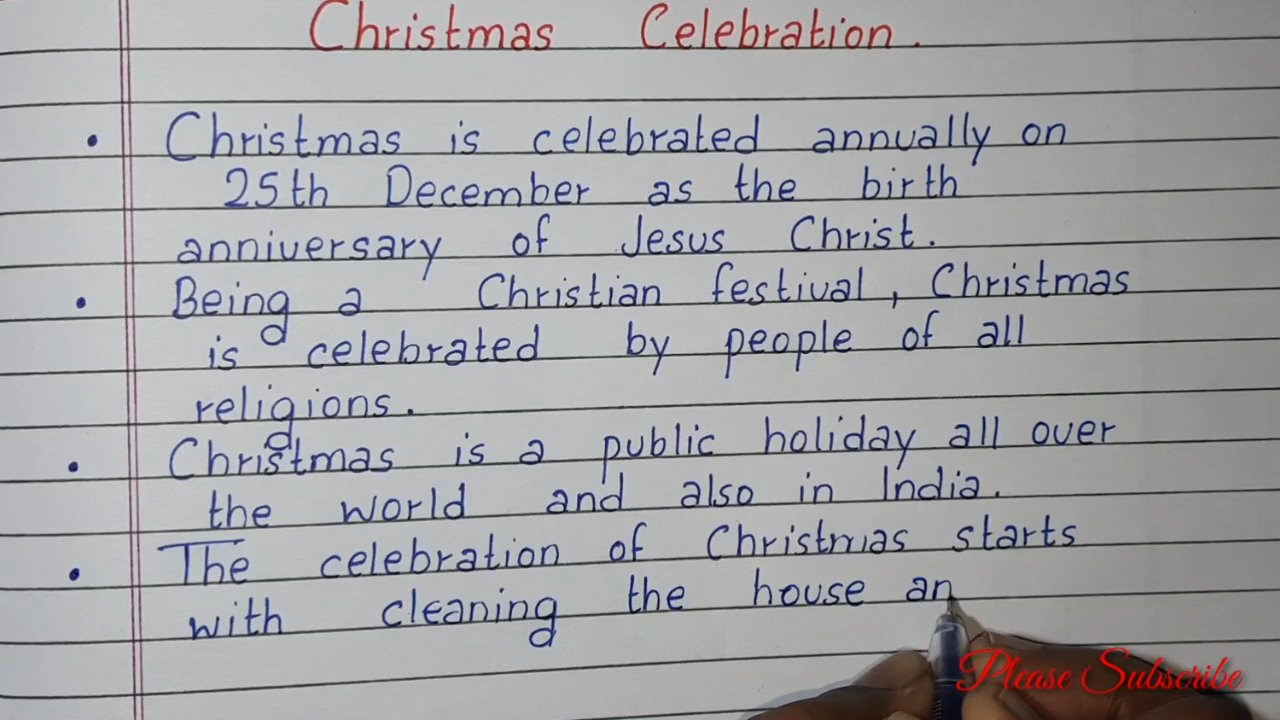 Christmas Celebration.
• Christmas is celebrated annually on
25th December as the birth
anniversary of Jesus Christ.
• Being a Christian festival, Christmas
is celebrated by people of all
religions.
• Christmas is a public holiday all over
the world and also in India.
• The celebration of Christmas starts
with cleaning the house an
Please Subscribe